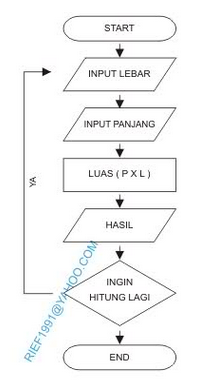 START
INPUT LEBAR
INPUT PANJANG
LUAS ( P X L )
HASIL
YA
INGIN
HITUNG LAGI
END
RIEF1991@YAHOO.COM